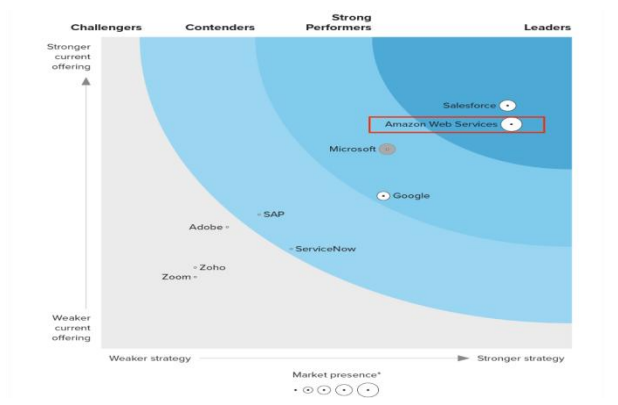 Challengers Contenders Strong Performers Leaders
Stronger
current
offering
Salesforce
Amazon Web Services
Microsoft
Google
SAP
Adobe
ServiceNow
Zoho
Zoom
Weaker
current
offering
Weaker strategy Stronger strategy
Market presence*